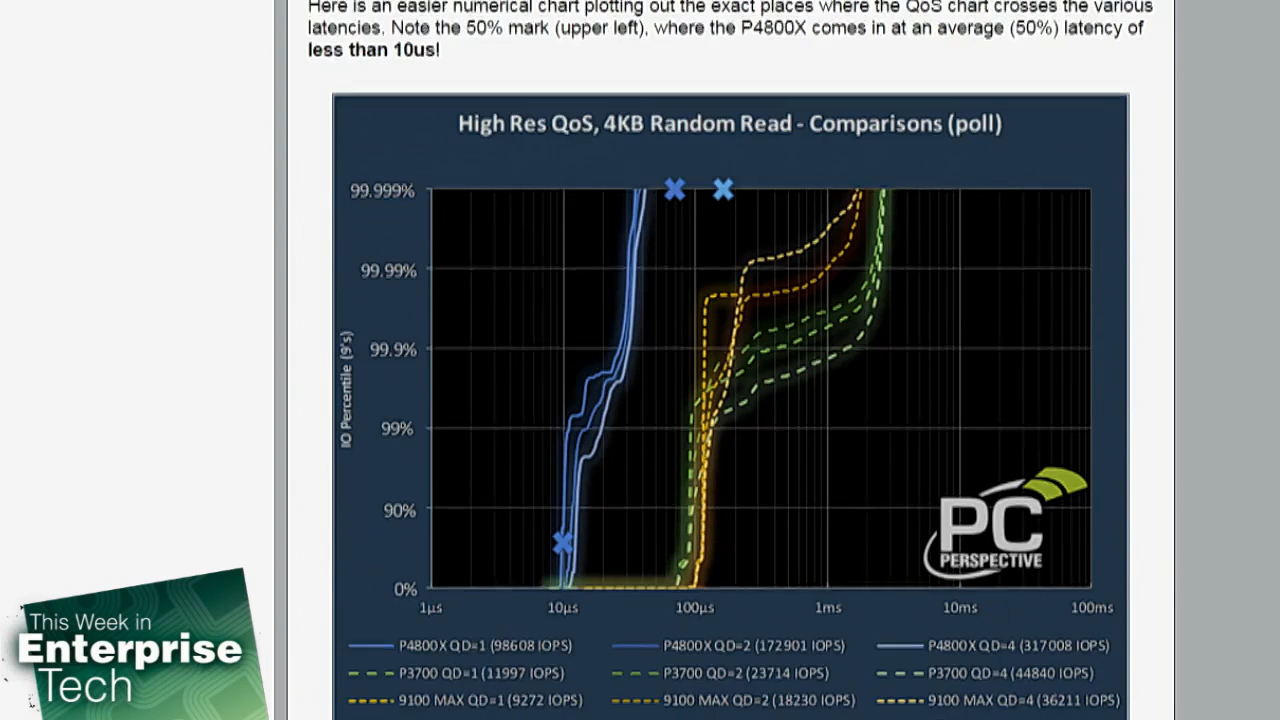 Here is an easier numerical chart plotting out the exact places where the QoS chart crosses the various
latencies. Note the 50% mark (upper left), where the P4800X comes in at an average (50%) latency of
less than 10us!
High Res QoS, 4KB Random Read - Comparisons (poll)
IO Percentile (9's)
99.999%
99.99%
99.9%
99%
90%
0%
1µs 10µs 100µs 1ms 10ms 100ms
PC
PERSPECTIVE
P4800X QD=1 (98608 IOPS) P4800X QD=2 (172901 IOPS) P4800X QD=4 (317008 IOPS)
P3700 QD=1 (11997 IOPS) P3700 QD=2 (23714 IOPS) P3700 QD=4 (44840 IOPS)
9100 MAX QD=1 (9272 IOPS) 9100 MAX QD=2 (18230 IOPS) 9100 MAX QD=4 (36211 IOPS)
This Week in
Enterprise
Tech